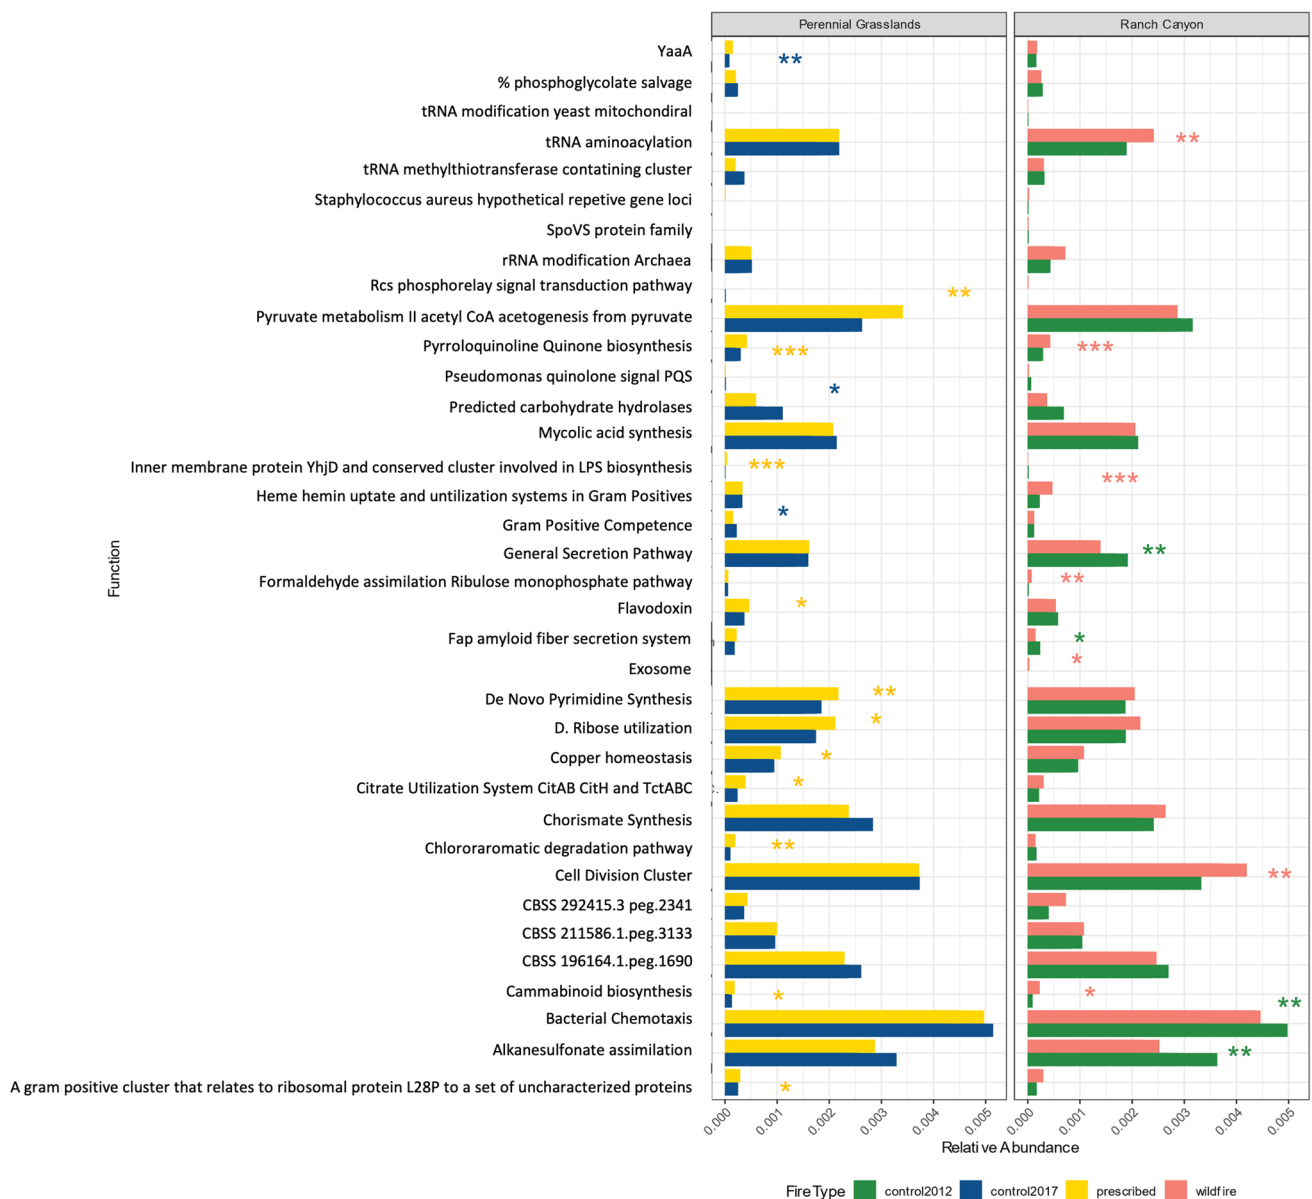 Perennial Grasslands
Ranch Canyon
YaaA
**
% phosphoglycolate salvage
tRNA modification yeast mitochondiral
tRNA aminoacylation
**
tRNA methylthiotransferase contatining cluster
Staphylococcus aureus hypothetical repetive gene loci
SpoVS protein family
rRNA modification Archaea
Rcs phosphorelay signal transduction pathway
**
Pyruvate metabolism II acetyl CoA acetogenesis from pyruvate
Pyrroloquinoline Quinone biosynthesis
***
***
Pseudomonas quinolone signal PQS
*
Predicted carbohydrate hydrolases
Mycolic acid synthesis
Inner membrane protein YhjD and conserved cluster involved in LPS biosynthesis
***
***
Heme hemin uptate and untilization systems in Gram Positives
*
Gram Positive Competence
General Secretion Pathway
**
Formaldehyde assimilation Ribulose monophosphate pathway
**
Flavodoxin
*
Fap amyloid fiber secretion system
*
Exosome
*
De Novo Pyrimidine Synthesis
**
D. Ribose utilization
*
Copper homeostasis
*
Citrate Utilization System CitAB CitH and TctABC
*
Chorismate Synthesis
Chlororaromatic degradation pathway
**
Cell Division Cluster
**
CBSS 292415.3 peg.2341
CBSS 211586.1.peg.3133
CBSS 196164.1.peg.1690
Cammabinoid biosynthesis
*
*
**
Bacterial Chemotaxis
Alkanesulfonate assimilation
**
A gram positive cluster that relates to ribosomal protein L28P to a set of uncharacterized proteins
*
Function
0.000 0.001 0.002 0.003 0.004 0.005
0.000 0.001 0.002 0.003 0.004 0.005
Relative Abundance
Fire Type control2012 control2017 prescribed wildfire